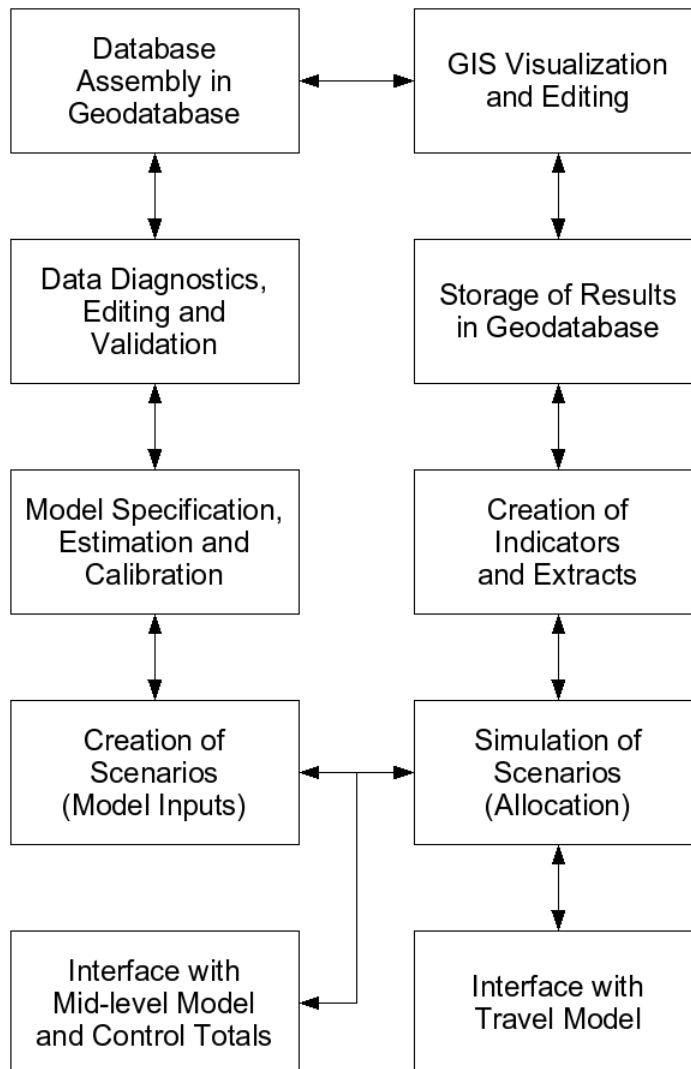 Database
Assembly in
Geodatabase
GIS Visualization
and Editing
Data Diagnostics,
Editing and
Validation
Storage of Results
in Geodatabase
Model Specification,
Estimation and
Calibration
Creation of
Indicators
and Extracts
Creation of
Scenarios
(Model Inputs)
Simulation of
Scenarios
(Allocation)
Interface with
Mid-level Model
and Control Totals
Interface with
Travel Model